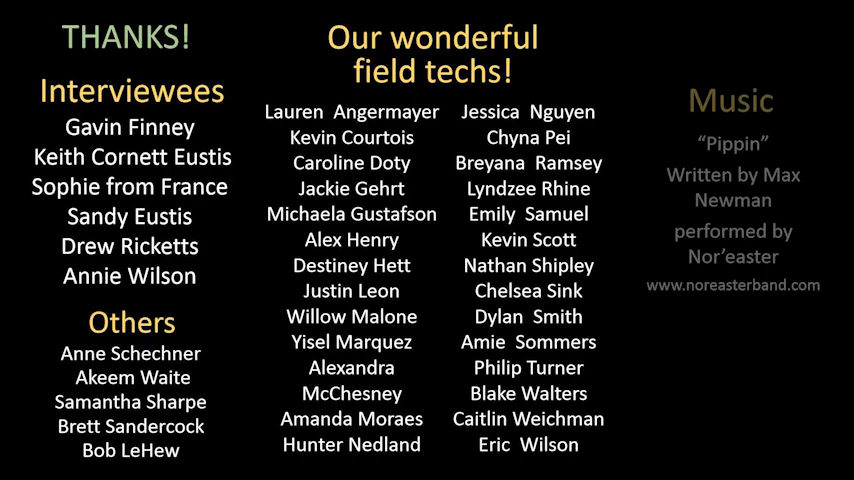 THANKS!
Interviewees
Gavin Finney
Keith Cornett Eustis
Sophie from France
Sandy Eustis
Drew Ricketts
Annie Wilson
Others
Anne Schechner
Akeem Waite
Samantha Sharpe
Brett Sandercock
Bob LeHew
Our wonderful
field techs!
Lauren Angermayer
Kevin Courtois
Caroline Doty
Jackie Gehrt
Michaela Gustafson
Alex Henry
Destiney Hett
Justin Leon
Willow Malone
Yisel Marquez
Alexandra
McChesney
Amanda Moraes
Hunter Nedland
Jessica Nguyen
Chyna Pei
Breyana Ramsey
Lyndzee Rhine
Emily Samuel
Kevin Scott
Nathan Shipley
Chelsea Sink
Dylan Smith
Amie Sommers
Philip Turner
Blake Walters
Caitlin Weichman
Eric Wilson
Music
“Pippin”
Written by Max
Newman
performed by
Nor’easter
www.noreasterband.com